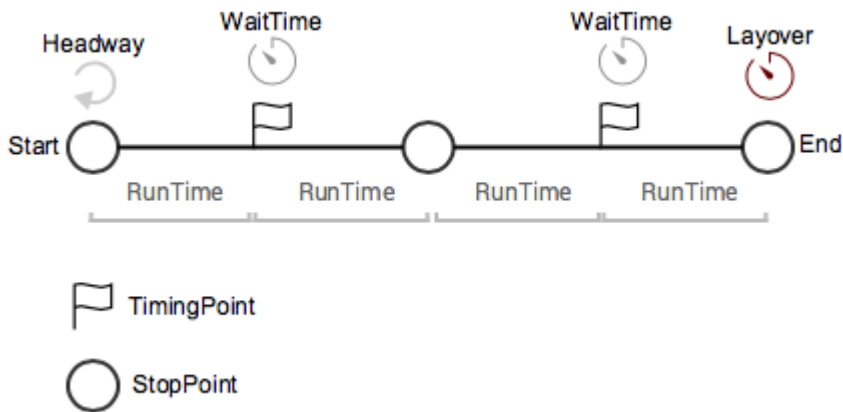 WaitTime
WaitTime
Layover
Headway
Start
End
RunTime
RunTime
RunTime
RunTime
TimingPoint
StopPoint